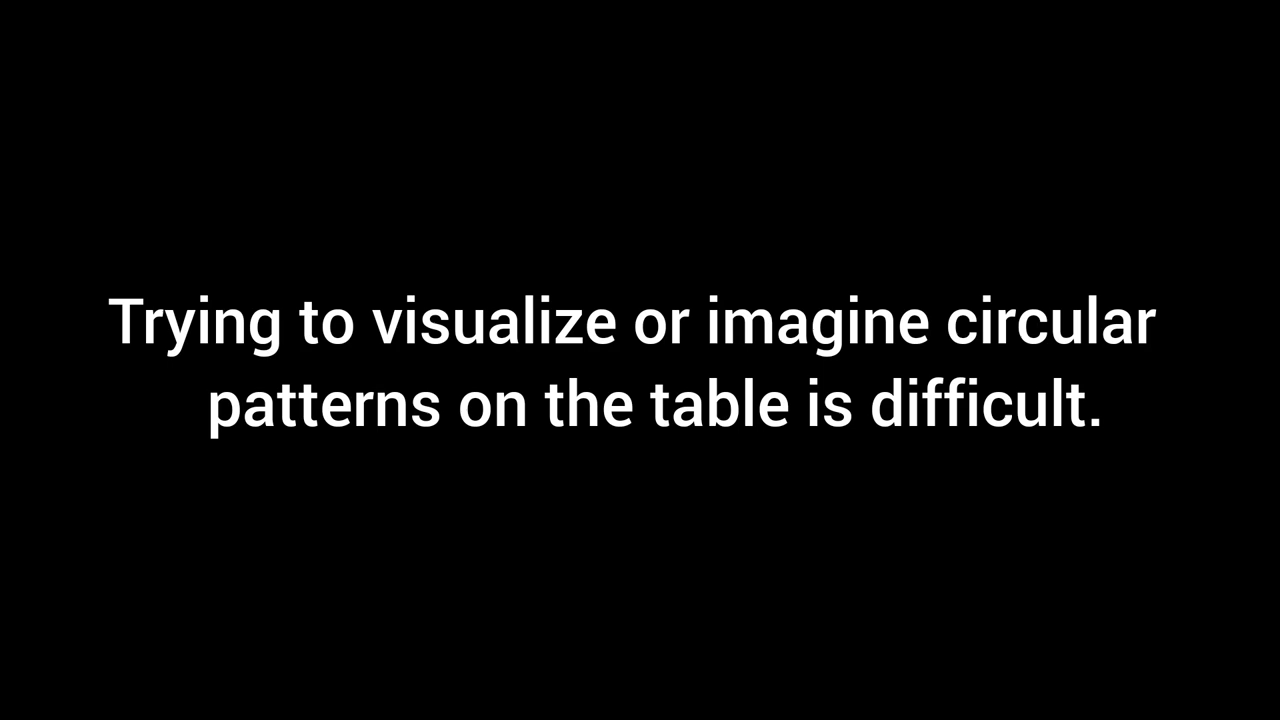 Trying to visualize or imagine circular
patterns on the table is difficult.